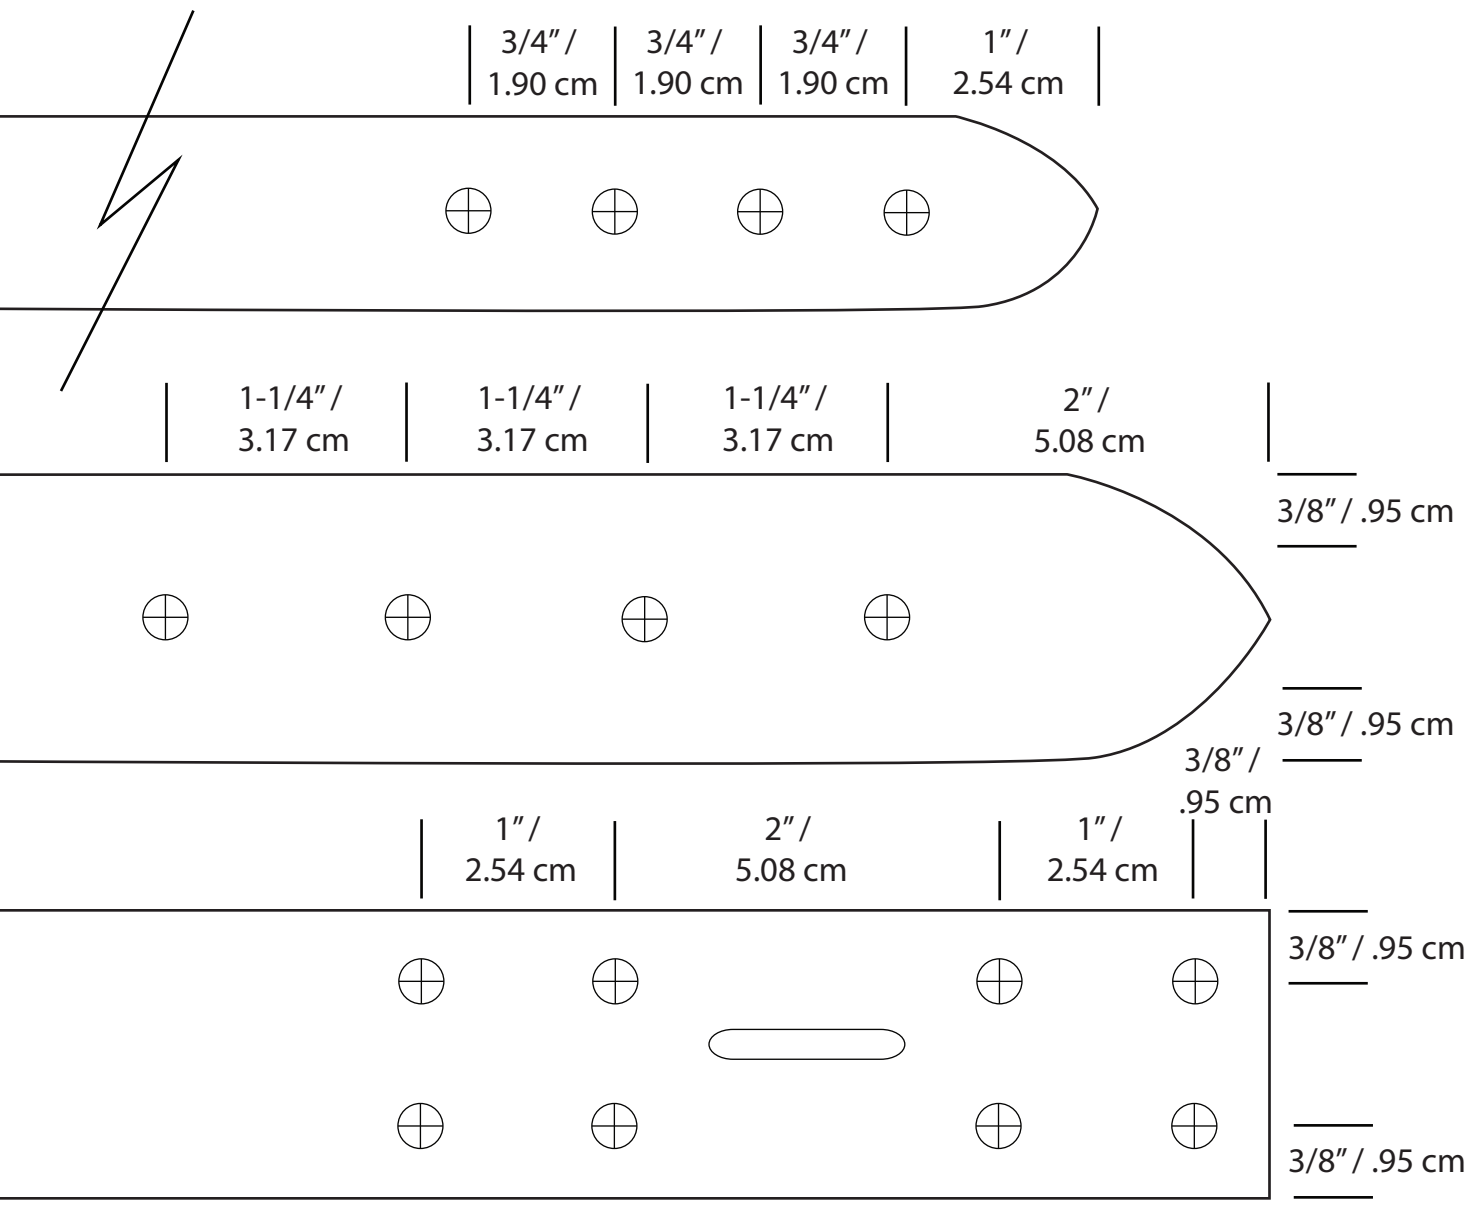 3/4″ /
1.90 cm
3/4″ /
1.90 cm
3/4″ /
1.90 cm
1″ /
2.54 cm
1-1/4″ /
3.17 cm
1-1/4″ /
3.17 cm
1-1/4″ /
3.17 cm
2″ /
5.08 cm
3/8″ / .95 cm
3/8″ / .95 cm
3/8″ /
.95 cm
1″ /
2.54 cm
2″ /
5.08 cm
1″ /
2.54 cm
3/8″ / .95 cm
3/8″ / .95 cm